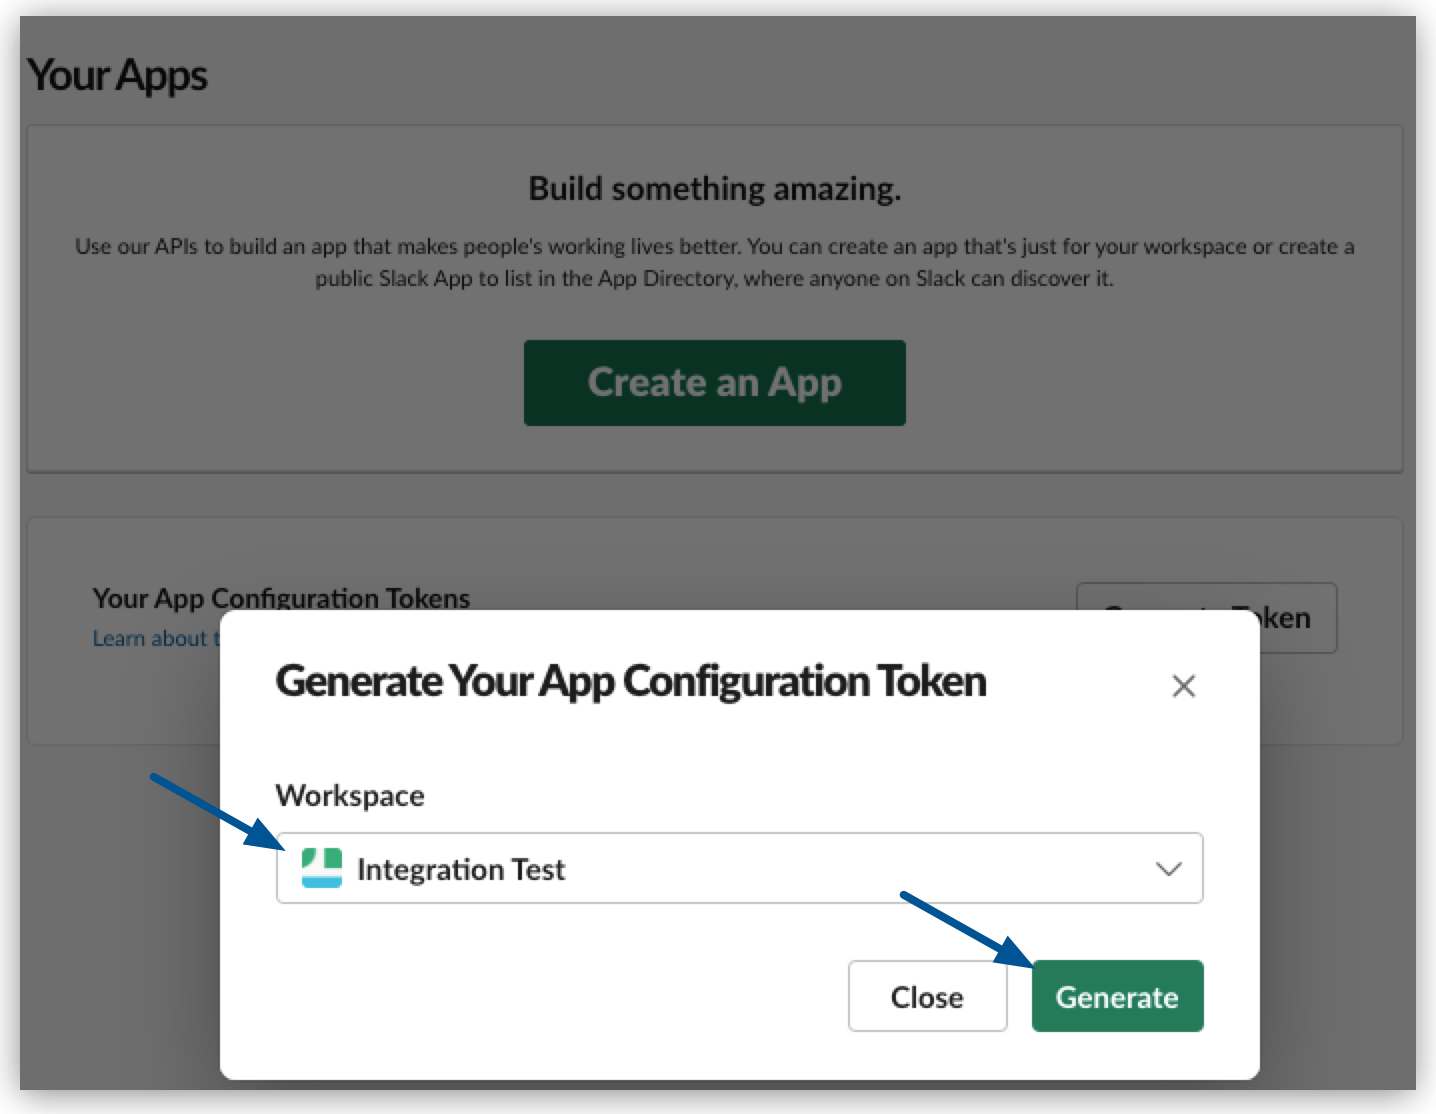 Your Apps
Build something amazing.
Use our APIs to build an app that makes people's working lives better. You can create an app that's just for your workspace or create a
public Slack App to list in the App Directory, where anyone on Slack can discover it.
Create an App
Your App Configuration Tokens
Learn about
Generate Your App Configuration Token
Workspace
Integration Test
Close
Generate